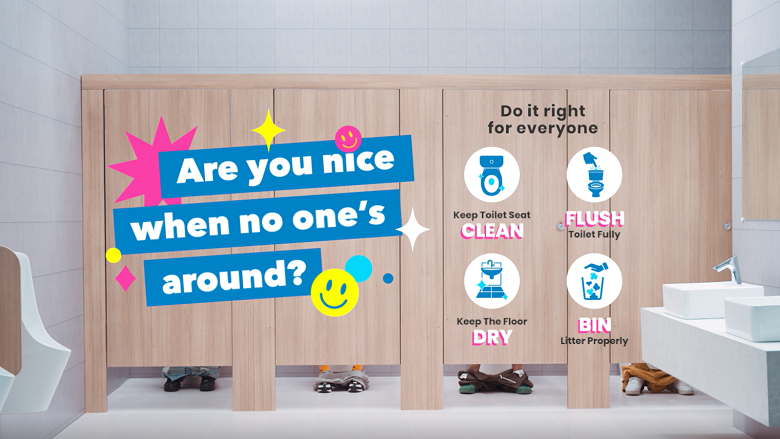 Are you nice
when no one's
around?
Do it right
for everyone
Keep Toilet Seat
CLEAN
FLUSH
Toilet Fully
Keep The Floor
DRY
BIN
Litter Properly